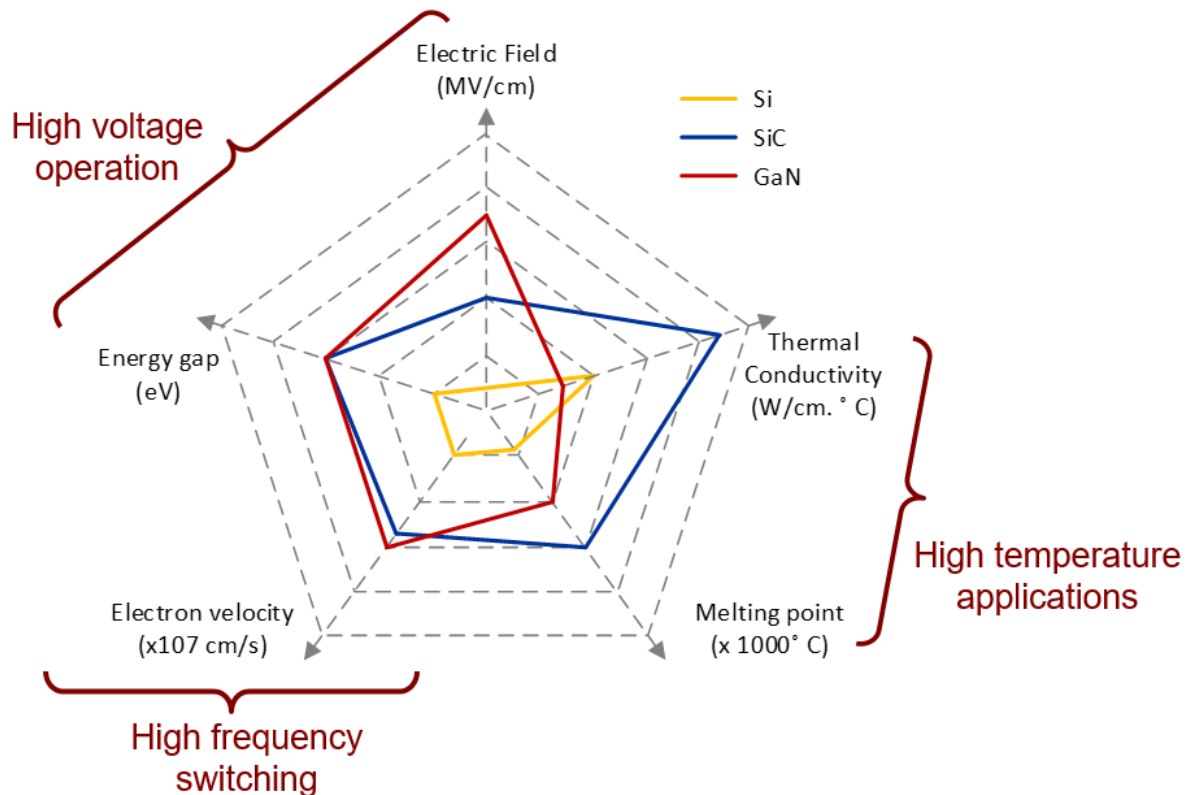 Electric Field
(MV/cm)
High voltage
operation
Si
SiC
GaN
Energy gap
(eV)
Thermal
Conductivity
(W/cm. ˚ C)
High temperature
applications
Electron velocity
(x107 cm/s)
Melting point
(x 1000˚ C)
High frequency
switching